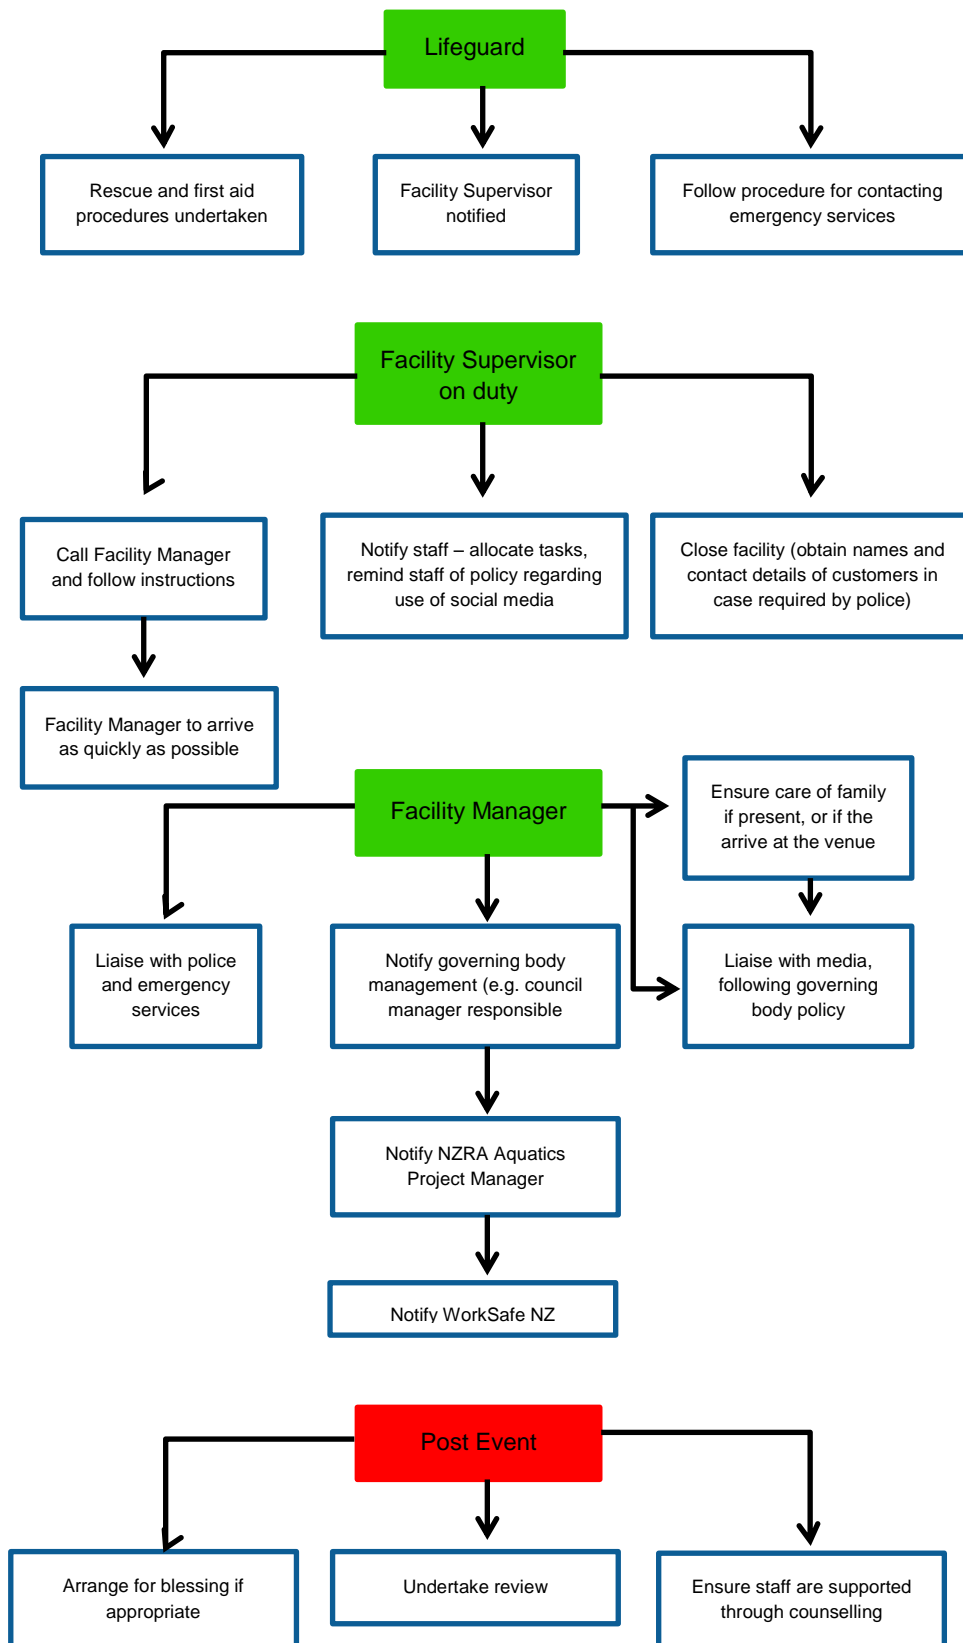 Lifeguard
Rescue and first aid
procedures undertaken
Facility Supervisor
notified
Follow procedure for contacting
emergency services
Facility Supervisor
on duty
Call Facility Manager
and follow instructions
Notify staff – allocate tasks,
remind staff of policy regarding
use of social media
Close facility (obtain names and
contact details of customers in
case required by police)
Facility Manager to arrive
as quickly as possible
Facility Manager
Ensure care of family
if present, or if the
arrive at the venue
Liaise with police
and emergency
services
Notify governing body
management (e.g. council
manager responsible
Liaise with media,
following governing
body policy
Notify NZRA Aquatics
Project Manager
Notify WorkSafe NZ
Post Event
Arrange for blessing if
appropriate
Undertake review
Ensure staff are supported
through counselling